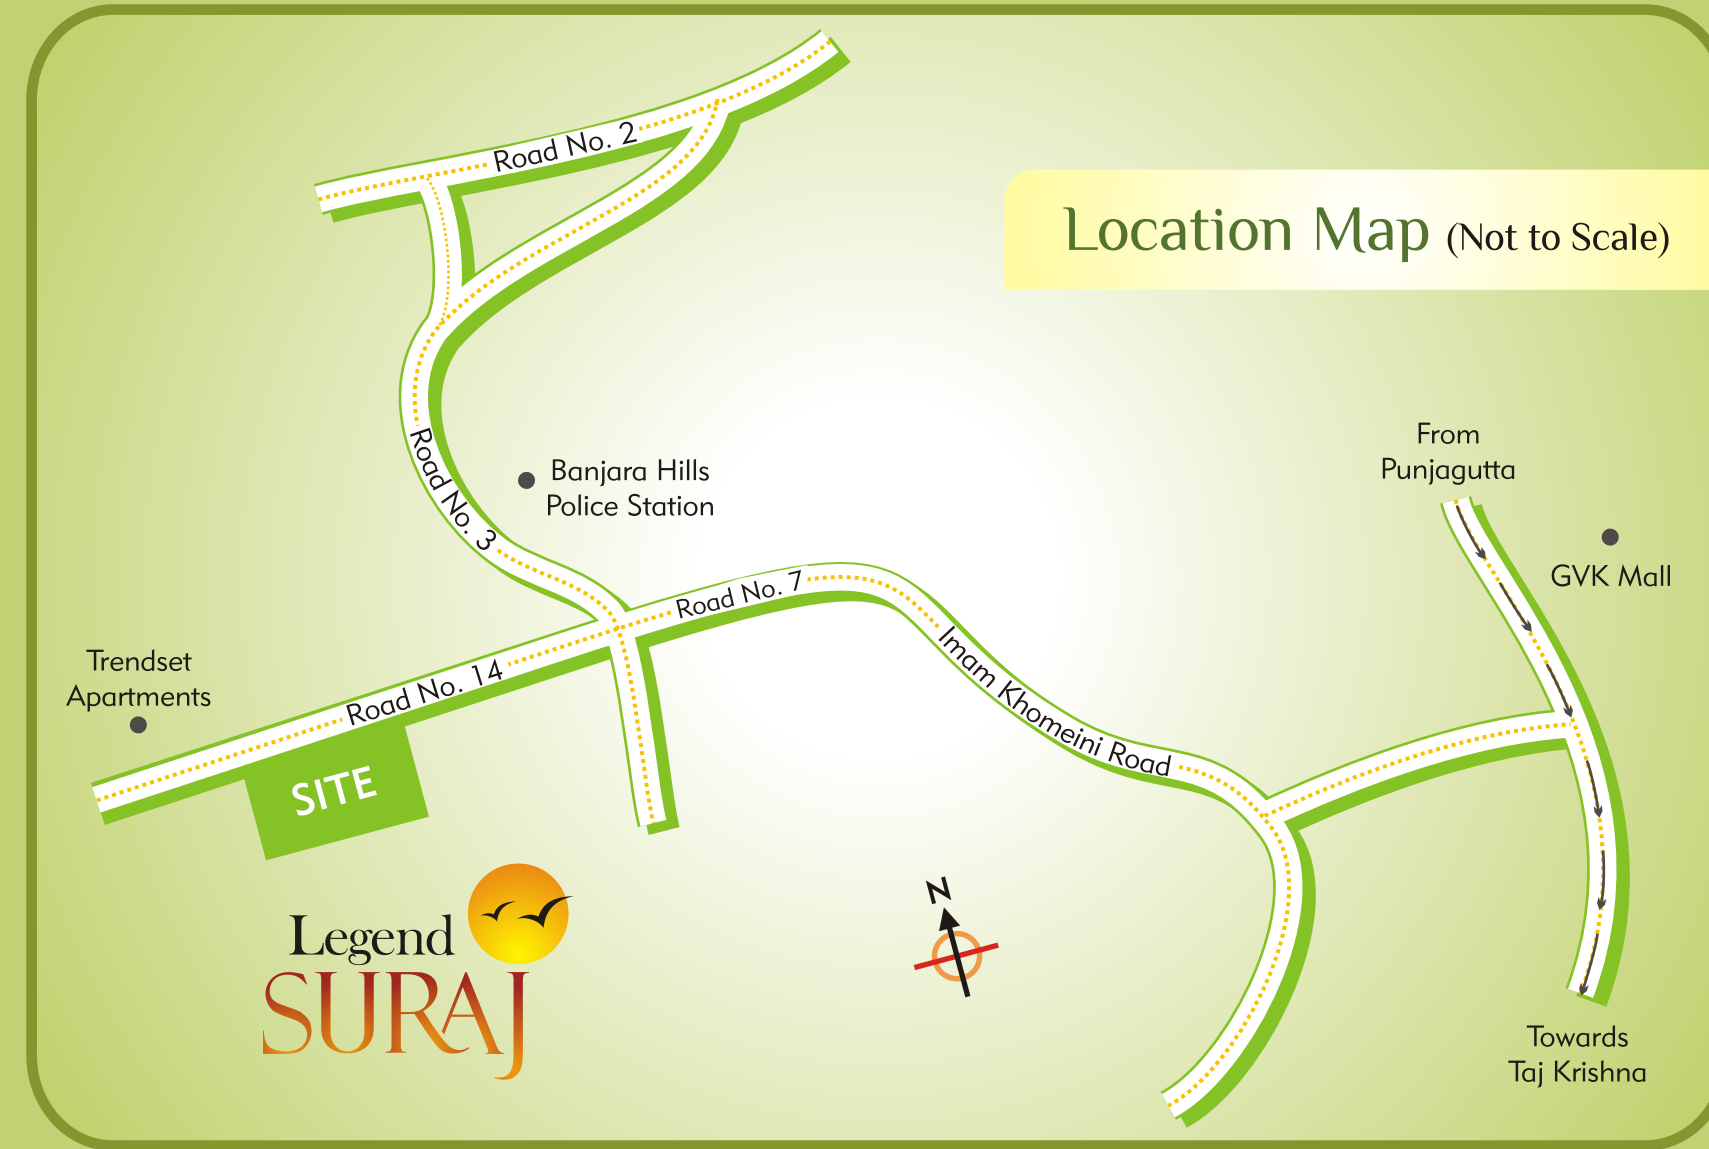 Road No. 2
Location Map (Not to Scale)
From
Punjagutta
Road No. 3
Banjara Hills
Police Station
GVK Mall
Road No. 7
Imam Khomeini Road
Trendset
Apartments
Road No. 14
SITE
N
Legend
SURAJ
Towards
Taj Krishna